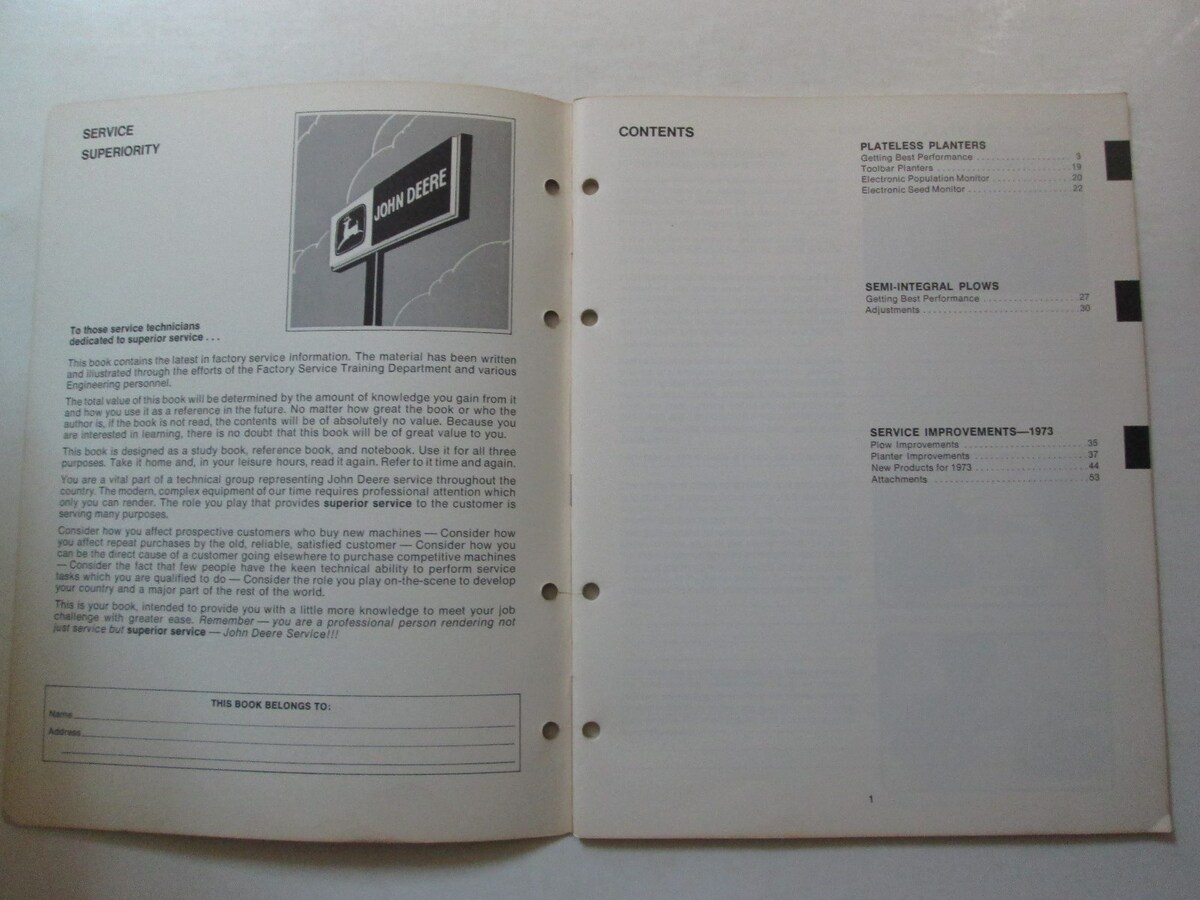 SERVICE
SUPERIORITY
JOHN DEERE
To those service technicians
dedicated to superior service . . .
This book contains the latest in factory service information. The material has been written
and illustrated through the efforts of the Factory Service Training Department and various
Engineering personnel.
The total value of this book will be determined by the amount of knowledge you gain from it
and how you use it as a reference in the future. No matter how great the book or who the
author is, if the book is not read, the contents will be of absolutely no value. Because you
are interested in learning, there is no doubt that this book will be of great value to you.
This book is designed as a study book, reference book, and notebook. Use it for all three
purposes. Take it home and, in your leisure hours, read it again. Refer to it time and again.
You are a vital part of a technical group representing John Deere service throughout the
country. The modern, complex equipment of our time requires professional attention which
only you can render. The role you play that provides superior service to the customer is
serving many purposes.
Consider how you affect prospective customers who buy new machines — Consider how
you affect repeat purchases by the old, reliable, satisfied customer — Consider how you
can be the direct cause of a customer going elsewhere to purchase competitive machines
— Consider the fact that few people have the keen technical ability to perform service
tasks which you are qualified to do — Consider the role you play on-the-scene to develop
your country and a major part of the rest of the world.
This is your book, intended to provide you with a little more knowledge to meet your job
challenge with greater ease. Remember — you are a professional person rendering not
just service but superior service — John Deere Service!!!
THIS BOOK BELONGS TO:
Name
Address
CONTENTS
PLATELESS PLANTERS
Getting Best Performance . . . . . . . . . . . . . . . . . . 3
Toolbar Planters . . . . . . . . . . . . . . . . . . 19
Electronic Population Monitor . . . . . . . . . . . . . . 20
Electronic Seed Monitor . . . . . . . . . . . . . . . . . . 22
SEMI-INTEGRAL PLOWS
Getting Best Performance . . . . . . . . . . . . . . . . 27
Adjustments . . . . . . . . . . . . . . . . . . . . . . . . 30
SERVICE IMPROVEMENTS—1973
Plow Improvements . . . . . . . . . . . . . . . . . . . 35
Planter Improvements . . . . . . . . . . . . . . . . . 37
New Products for 1973 . . . . . . . . . . . . . . . . . 44
Attachments . . . . . . . . . . . . . . . . . . . . . . . 53
1